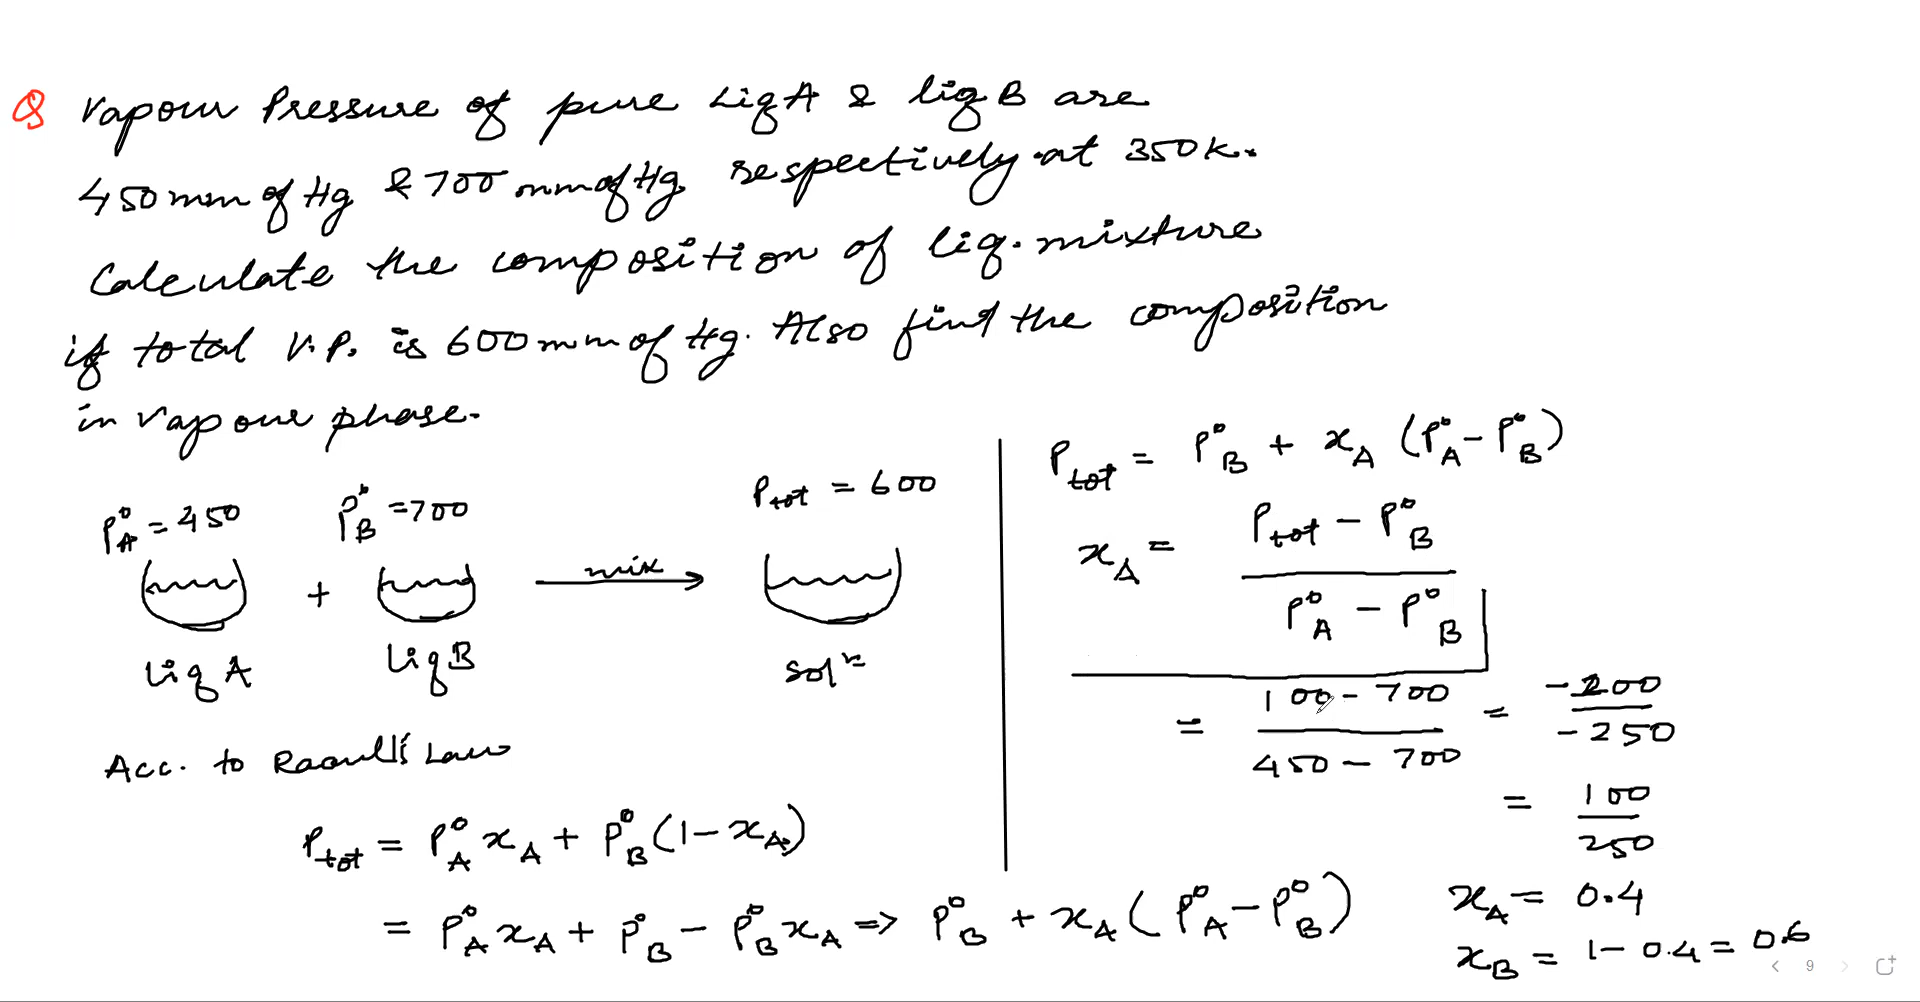 Q Vapour Pressure of pure Liq A & liq B are
450 mm of Hg & 700 mm of Hg respectively at 350 K.
Calculate the composition of liq. mixture
if total V.P. is 600 mm of Hg. Also find the composition
in vapour phase.
P°A = 450
P°B = 700
Ptot = 600
+
mix
Liq A
Liq B
Solⁿ
Acc. to Raoult's Law
Ptot = P°A xA + P°B (1 - xA)
= P°A xA + P°B - P°B xA => P°B + xA (P°A - P°B)
Ptot = P°B + xA (P°A - P°B)
xA = Ptot - P°B / P°A - P°B
= 100 - 700 / 450 - 700 = -200 / -250
= 100 / 250
xA = 0.4
xB = 1 - 0.4 = 0.6
9